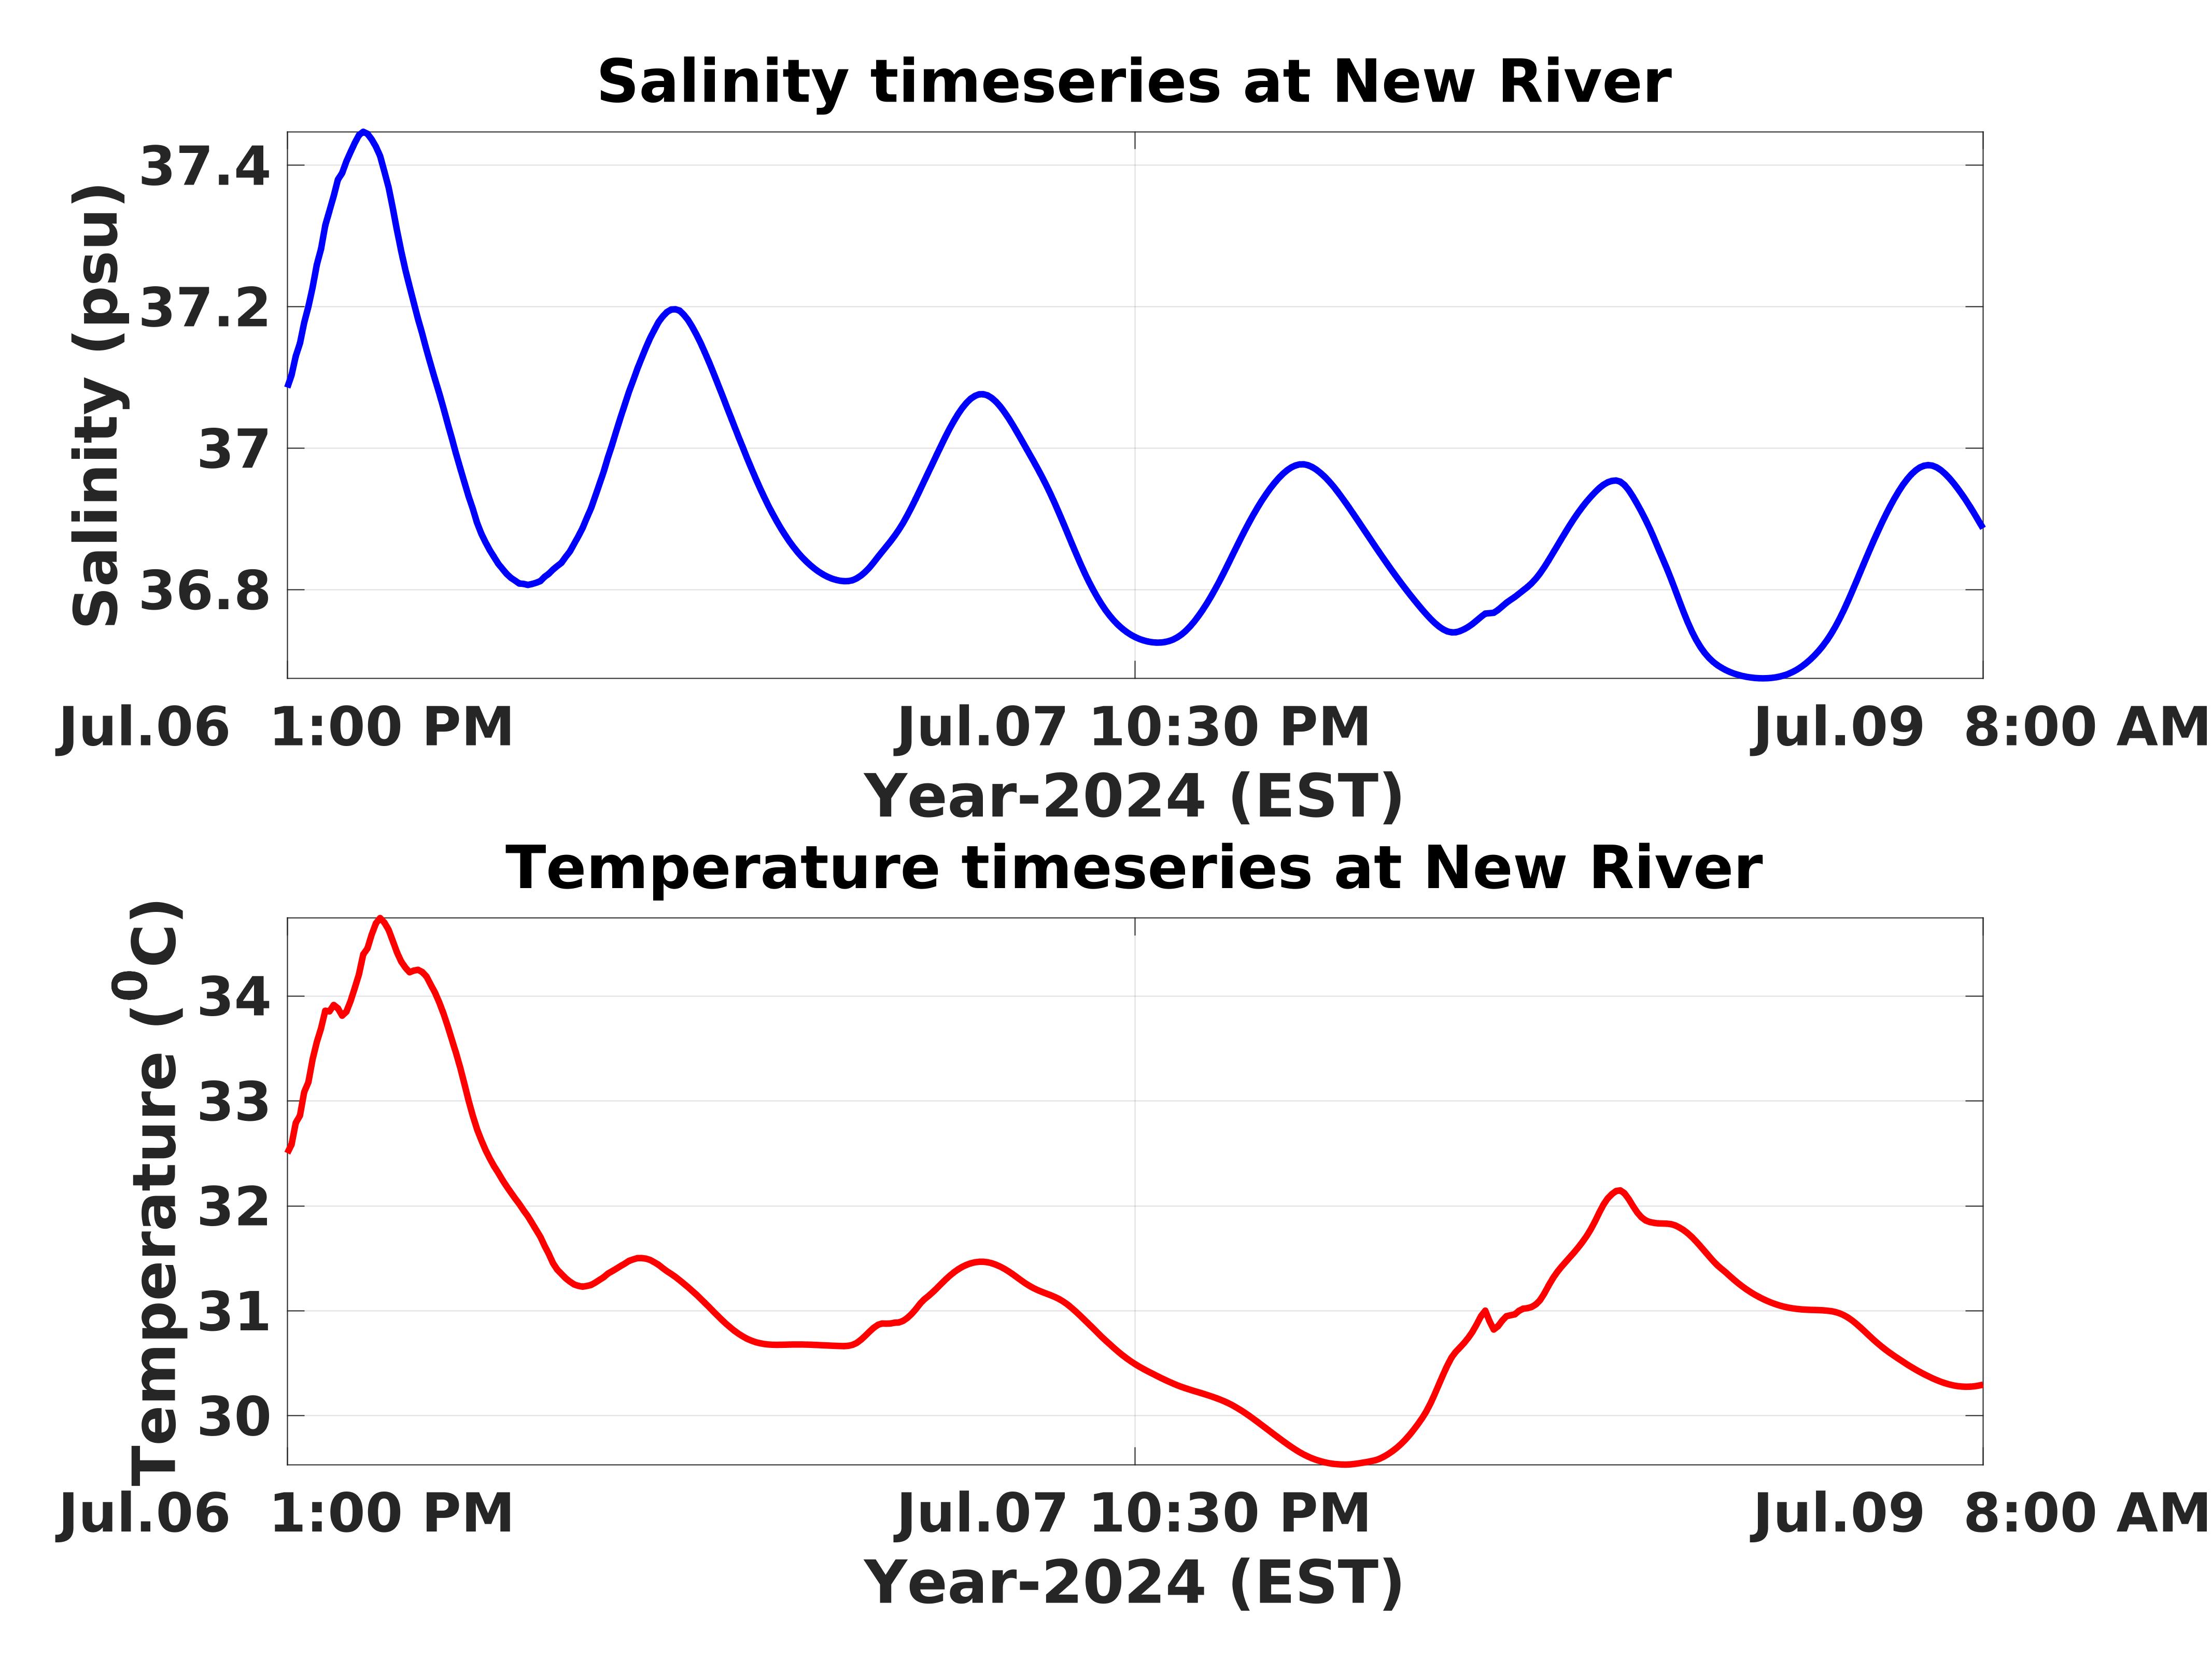 Salinity timeseries at New River
Salinity (psu)
37.4
37.2
37
36.8
Jul.06  1:00 PM
Jul.07 10:30 PM
Jul.09  8:00 AM
Year-2024 (EST)
Temperature timeseries at New River
Temperature (⁰C)
34
33
32
31
30
Jul.06  1:00 PM
Jul.07 10:30 PM
Jul.09  8:00 AM
Year-2024 (EST)